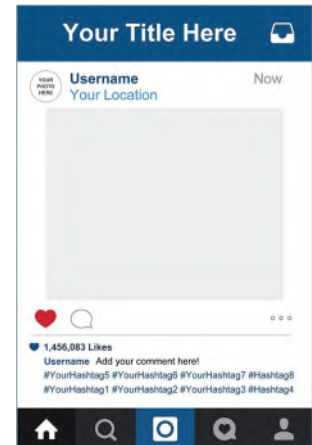 Your Title Here
YOUR
PHOTO
HERE
Username
Now
Your Location
1,456,083 Likes
Username Add your comment here!
#YourHashtag5 #YourHashtag6 #YourHashtag7 #Hashtag8
#YourHashtag1 #YourHashtag2 #YourHashtag3 #Hashtag4